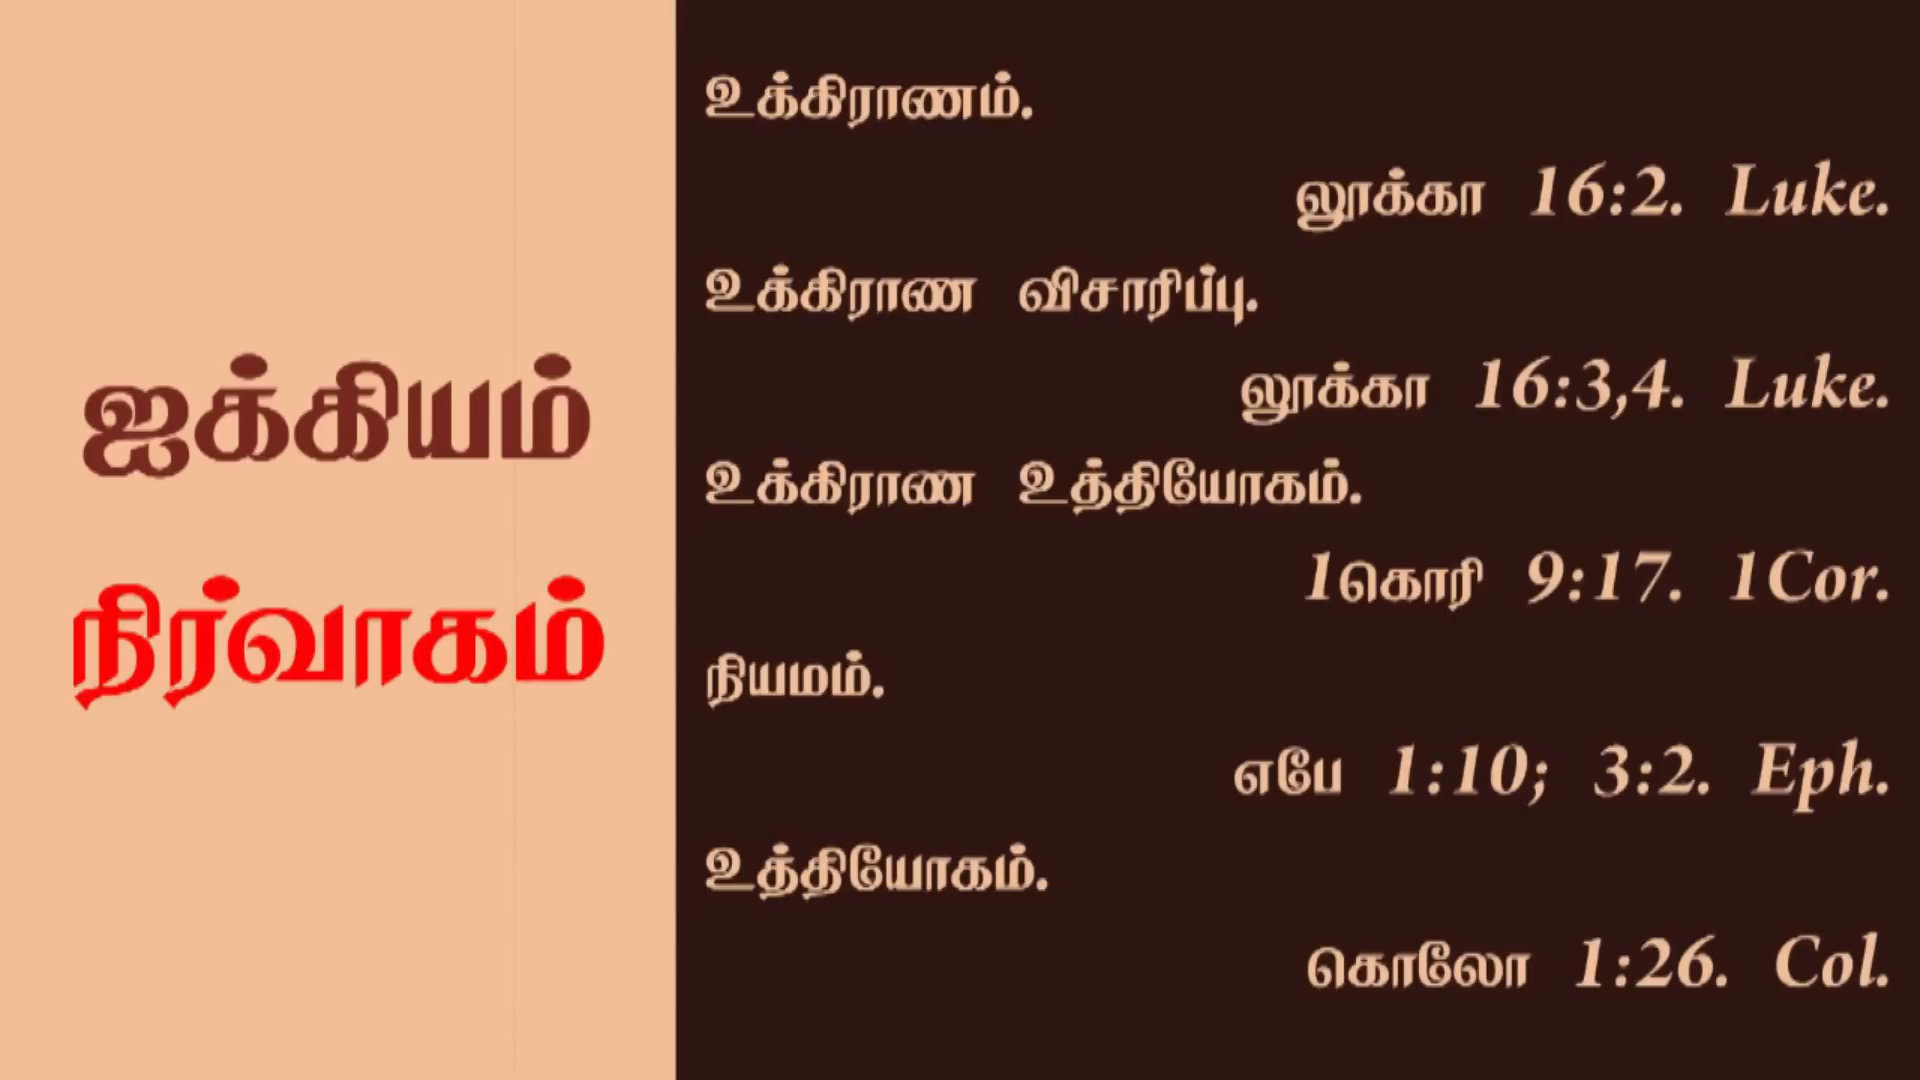 ஐக்கியம்
நிர்வாகம்
உக்கிராணம்.
லூக்கா 16:2. Luke.
உக்கிராண விசாரிப்பு.
லூக்கா 16:3,4. Luke.
உக்கிராண உத்தியோகம்.
1கொரி 9:17. 1Cor.
நியமம்.
எபே 1:10; 3:2. Eph.
உத்தியோகம்.
கொலோ 1:26. Col.